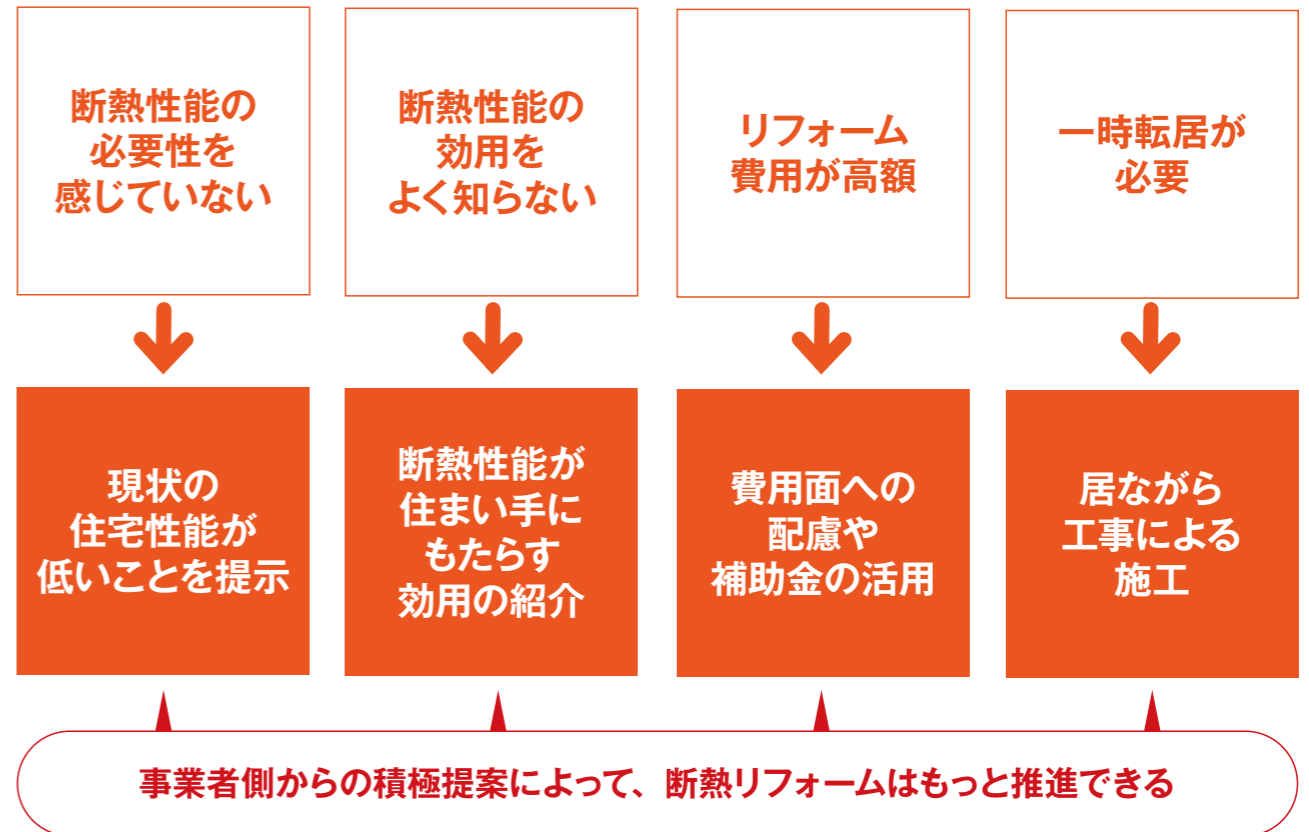 断熱性能の
必要性を
感じていない
断熱性能の
効用を
よく知らない
リフォーム
費用が高額
一時転居が
必要
現状の
住宅性能が
低いことを提示
断熱性能が
住まい手に
もたらす
効用の紹介
費用面への
配慮や
補助金の活用
居ながら
工事による
施工
事業者側からの積極提案によって、断熱リフォームはもっと推進できる